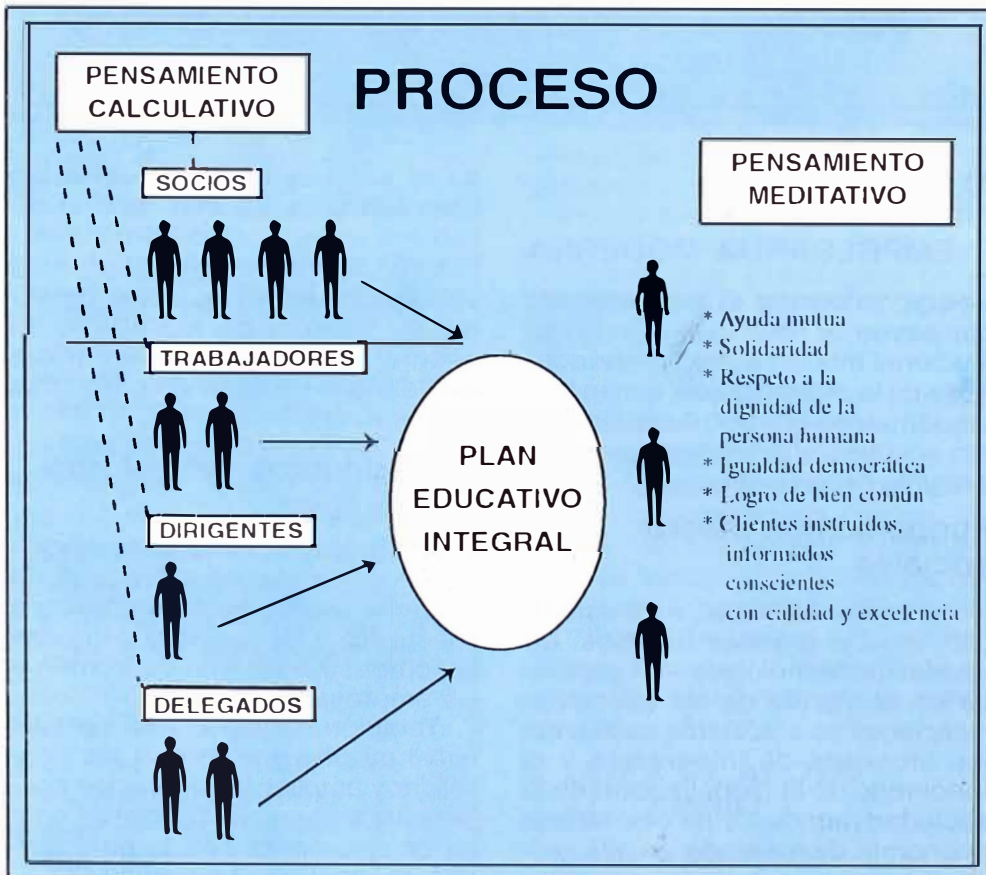 PROCESO
PENSAMIENTO
CALCULATIVO
SOCIOS
TRABAJADORES
DIRIGENTES
DELEGADOS
PLAN
EDUCATIVO
INTEGRAL
PENSAMIENTO
MEDITATIVO
* Ayuda mutua
* Solidaridad
* Respeto a la
dignidad de la
persona humana
* Igualdad democrática
* Logro de bien común
* Clientes instruidos,
informados
conscientes
con calidad y excelencia